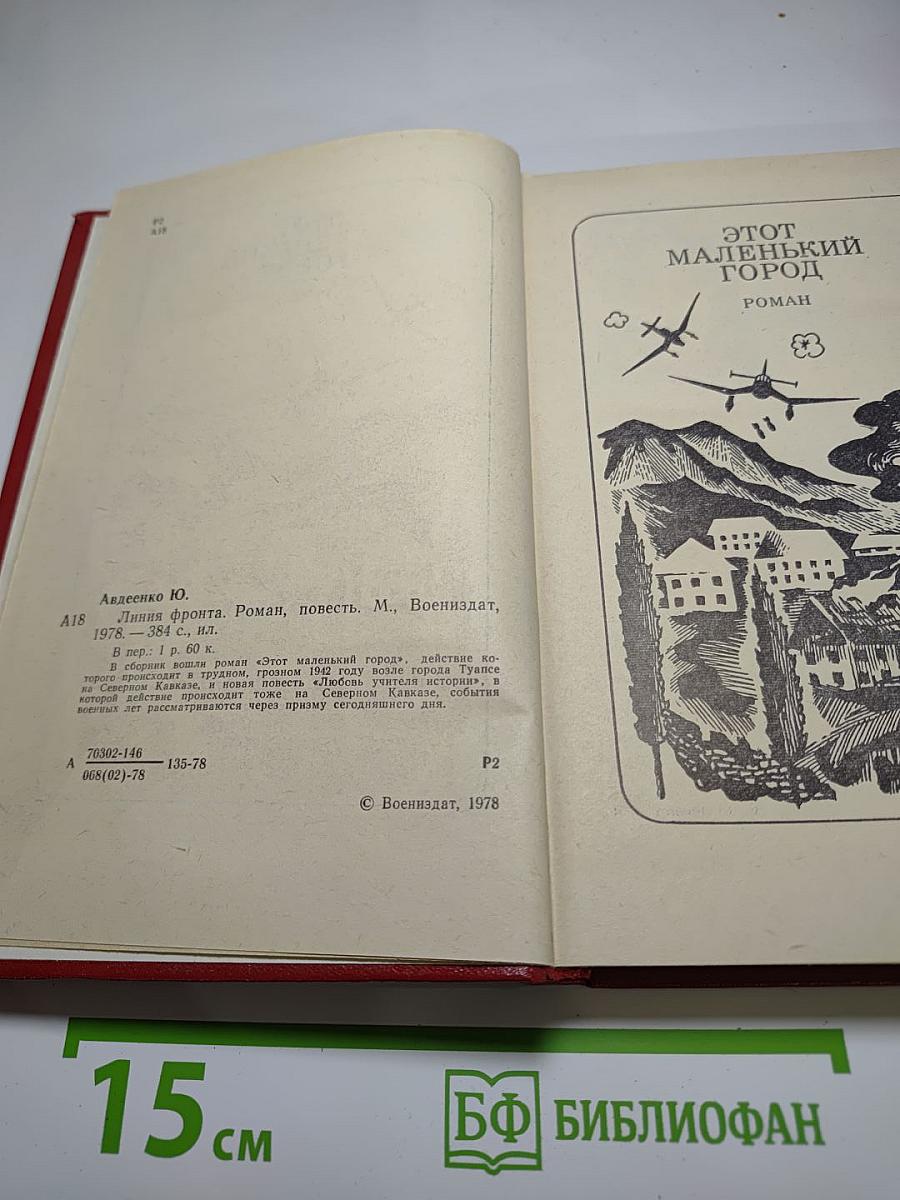 Р2
А18
Авдеенко Ю.
А18 Линия фронта. Роман, повесть. М., Воениздат,
1978. — 384 с., ил.
В пер.: 1 р. 60 к.
В сборник вошли роман «Этот маленький город», действие ко-
торого происходит в трудном, грозном 1942 году возле города Туапсе
на Северном Кавказе, и новая повесть «Любовь учителя истории», в
которой действие происходит тоже на Северном Кавказе, события
военных лет рассматриваются через призму сегодняшнего дня.
А 70302-146
068(02)-78 135-78 Р2
© Воениздат, 1978
ЭТОТ
МАЛЕНЬКИЙ
ГОРОД
РОМАН
15 см
БФ БИБЛИОФАН